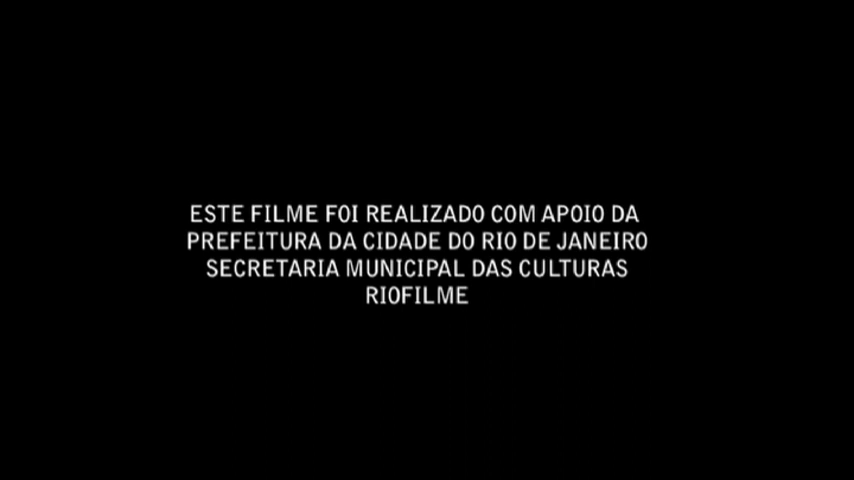 ESTE FILME FOI REALIZADO COM APOIO DA
PREFEITURA DA CIDADE DO RIO DE JANEIRO
SECRETARIA MUNICIPAL DAS CULTURAS
RIOFILME